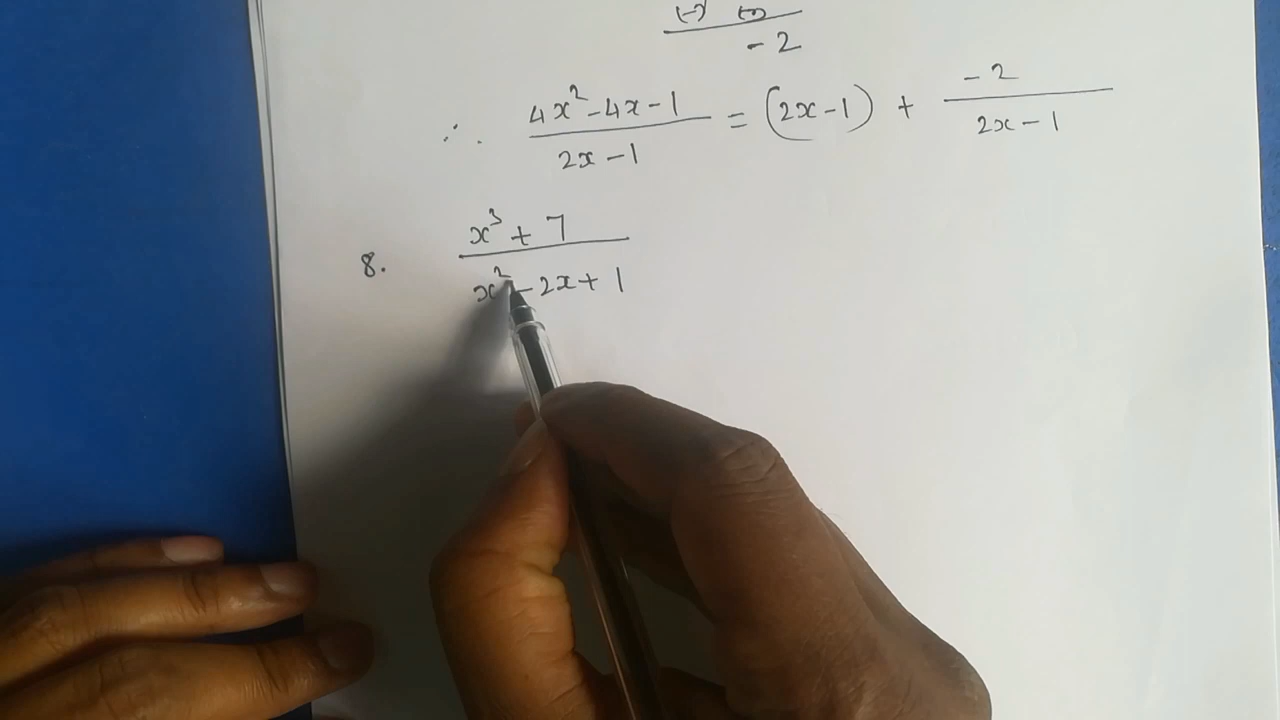 (-) (-)
- 2
∴ 4x² - 4x - 1 / 2x - 1 = (2x - 1) + - 2 / 2x - 1
8. x³ + 7 / x² - 2x + 1